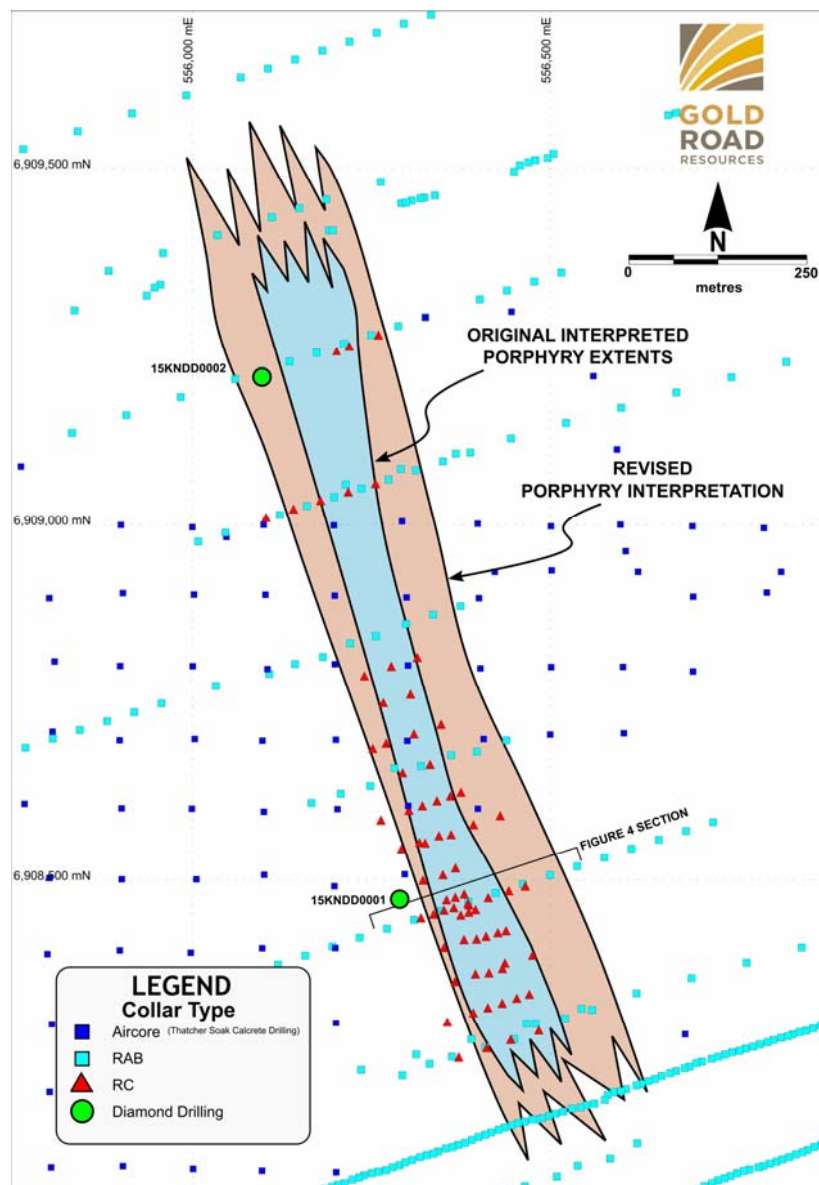 556,000 mE
556,500 mE
GOLD
ROAD
RESOURCES
6,909,500 mN
N
0
250
metres
ORIGINAL INTERPRETED
PORPHYRY EXTENTS
15KNDD0002
REVISED
PORPHYRY INTERPRETATION
6,909,000 mN
FIGURE 4 SECTION
6,908,500 mN
15KNDD0001
LEGEND
Collar Type
Aircore (Thatcher Soak Calcrete Drilling)
RAB
RC
Diamond Drilling